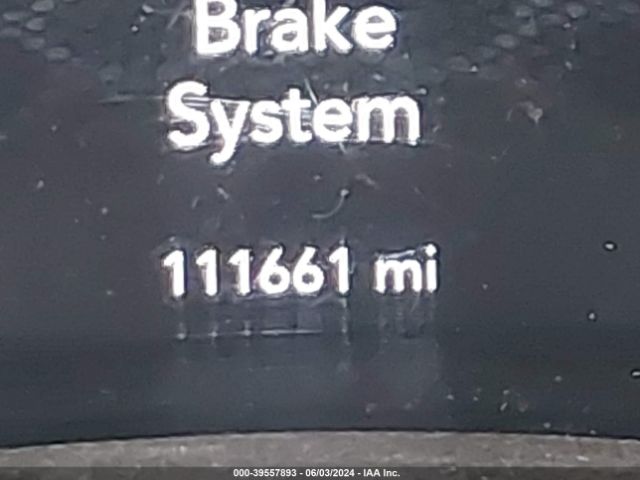 Brake
System
111661 mi
000-39557893 - 06/03/2024 - IAA Inc.